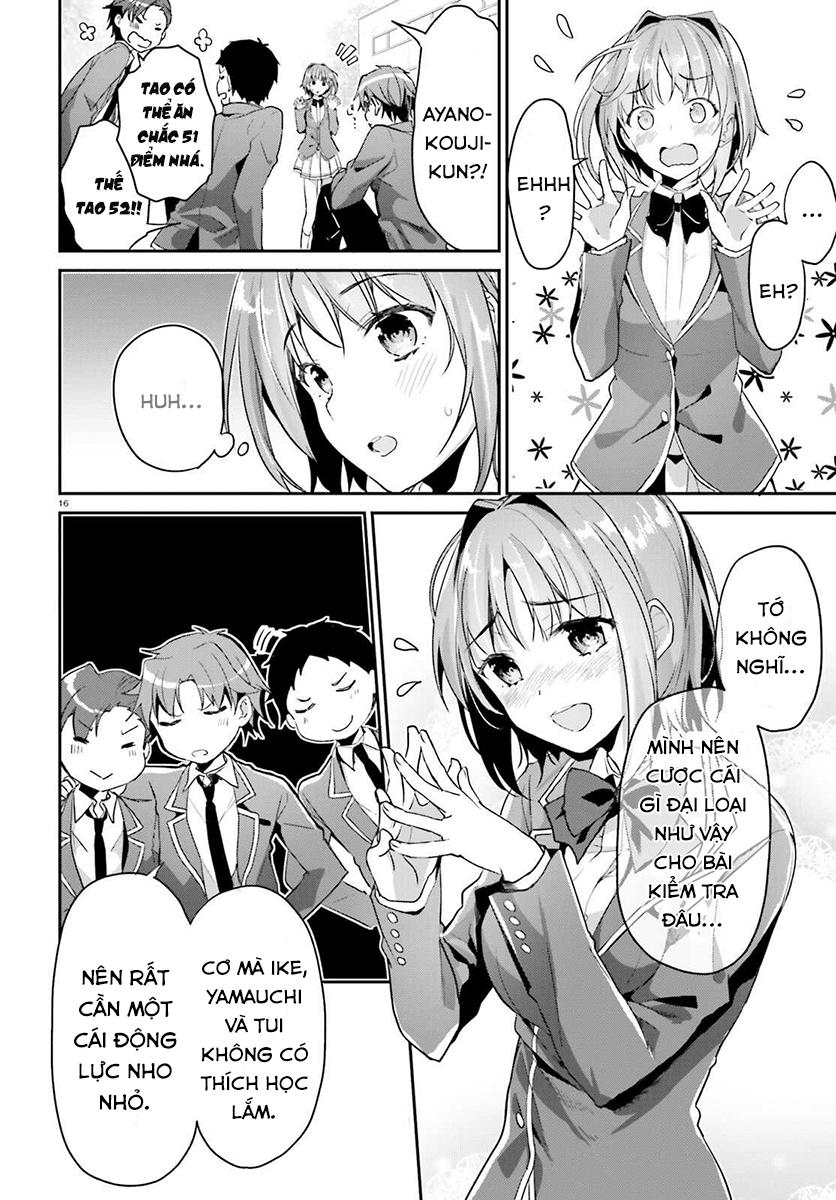 ...
EH?
EHHH
?
AYANO-
KOUJI-
KUN?!
TAO CÓ
THỂ ĂN
CHẮC 51
ĐIỂM NHÁ.
THẾ
TAO 52!!
HUH...
16
TỚ
KHÔNG
NGHĨ...
MÌNH NÊN
CƯỢC CÁI
GÌ ĐẠI LOẠI
NHƯ VẬY
CHO BÀI
KIỂM TRA
ĐÂU...
CƠ MÀ IKE,
YAMAUCHI
VÀ TUI
KHÔNG CÓ
THÍCH HỌC
LẮM.
NÊN RẤT
CẦN MỘT
CÁI ĐỘNG
LỰC NHO
NHỎ.